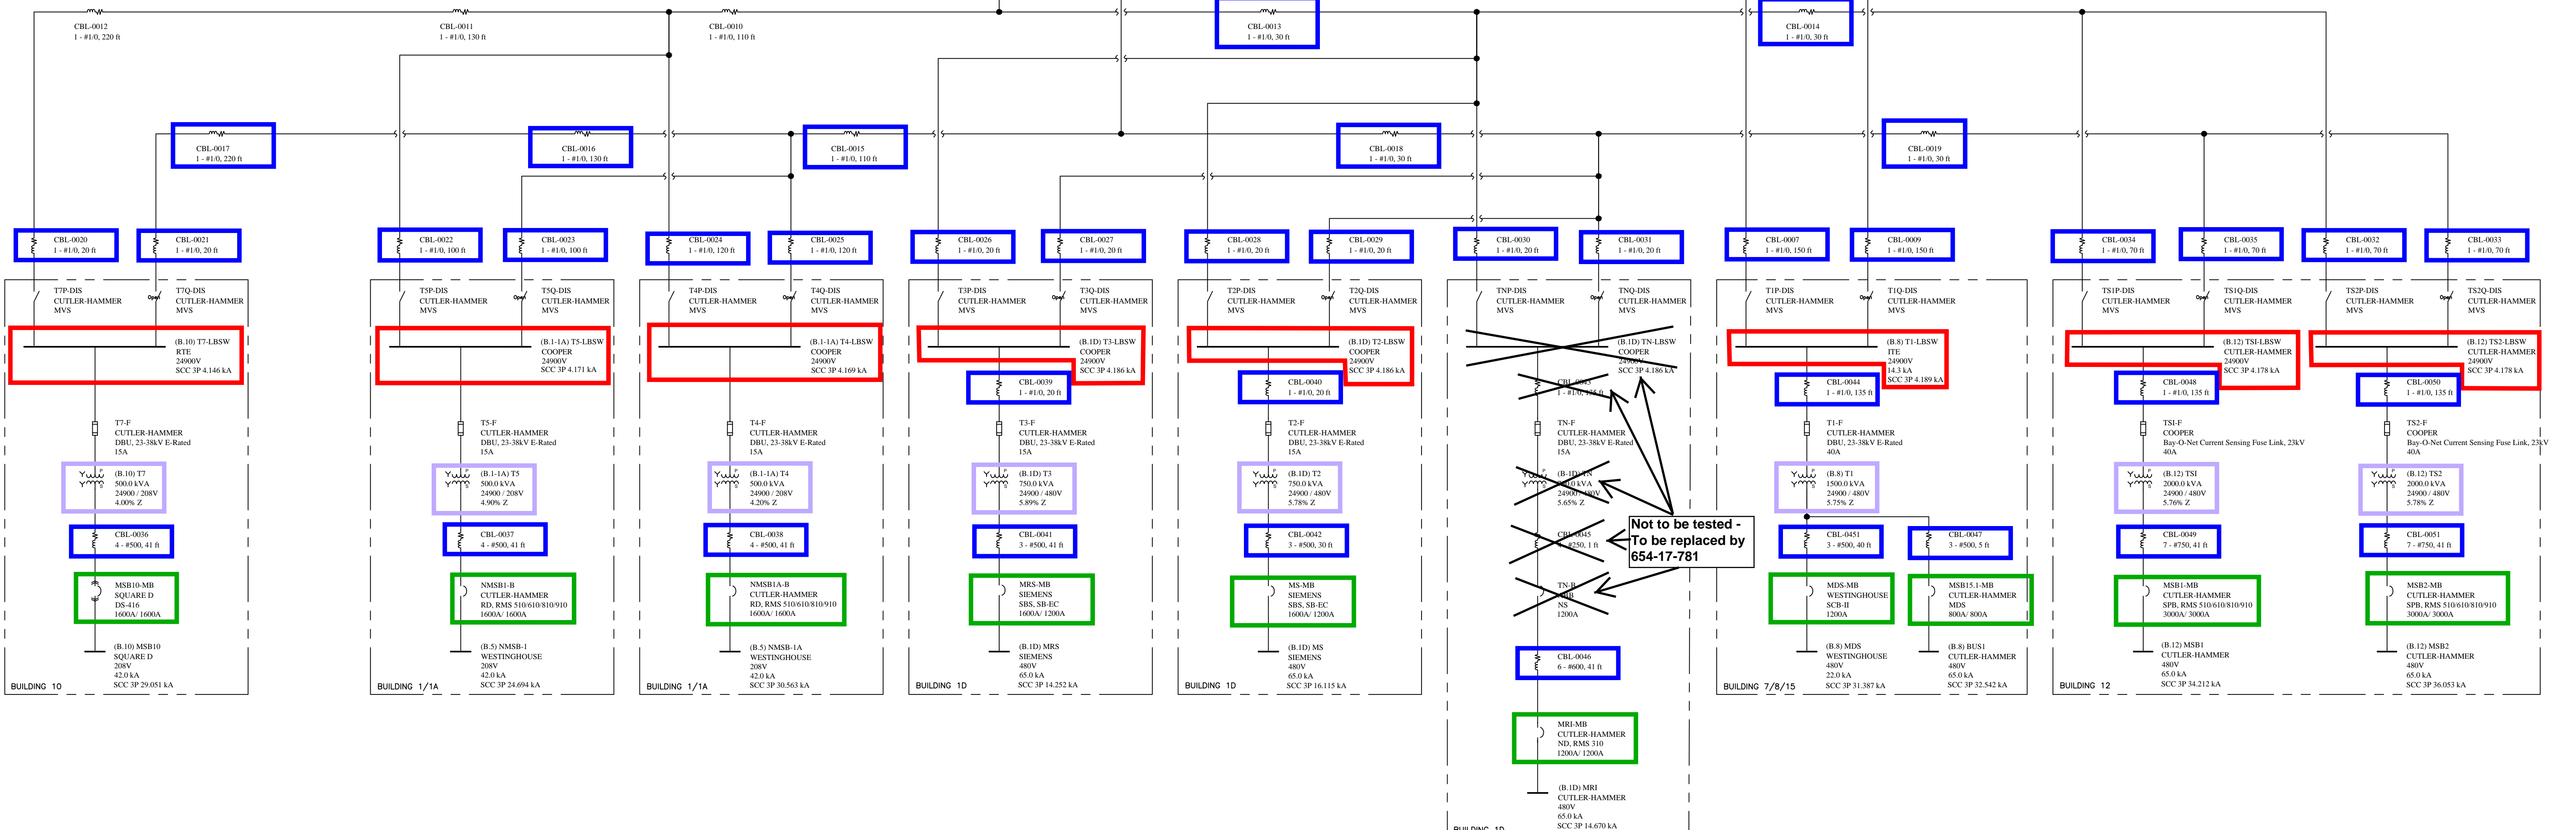 CBL-0012
1 - #1/0, 220 ft
CBL-0011
1 - #1/0, 130 ft
CBL-0010
1 - #1/0, 110 ft
CBL-0013
1 - #1/0, 30 ft
CBL-0014
1 - #1/0, 30 ft
CBL-0017
1 - #1/0, 220 ft
CBL-0016
1 - #1/0, 130 ft
CBL-0015
1 - #1/0, 110 ft
CBL-0018
1 - #1/0, 30 ft
CBL-0019
1 - #1/0, 30 ft
CBL-0020
1 - #1/0, 20 ft
CBL-0021
1 - #1/0, 20 ft
CBL-0022
1 - #1/0, 100 ft
CBL-0023
1 - #1/0, 100 ft
CBL-0024
1 - #1/0, 120 ft
CBL-0025
1 - #1/0, 120 ft
CBL-0026
1 - #1/0, 20 ft
CBL-0027
1 - #1/0, 20 ft
CBL-0028
1 - #1/0, 20 ft
CBL-0029
1 - #1/0, 20 ft
CBL-0030
1 - #1/0, 20 ft
CBL-0031
1 - #1/0, 20 ft
CBL-0007
1 - #1/0, 150 ft
CBL-0009
1 - #1/0, 150 ft
CBL-0034
1 - #1/0, 70 ft
CBL-0035
1 - #1/0, 70 ft
CBL-0032
1 - #1/0, 70 ft
CBL-0033
1 - #1/0, 70 ft
T7P-DIS
CUTLER-HAMMER
MVS
Open
T7Q-DIS
CUTLER-HAMMER
MVS
(B.10) T7-LBSW
RTE
24900V
SCC 3P 4.146 kA
T7-F
CUTLER-HAMMER
DBU, 23-38kV E-Rated
15A
P
S
(B.10) T7
500.0 kVA
24900 / 208V
4.00% Z
CBL-0036
4 - #500, 41 ft
MSB10-MB
SQUARE D
DS-416
1600A/ 1600A
(B.10) MSB10
SQUARE D
208V
42.0 kA
SCC 3P 29.051 kA
BUILDING 10
T5P-DIS
CUTLER-HAMMER
MVS
Open
T5Q-DIS
CUTLER-HAMMER
MVS
(B.1-1A) T5-LBSW
COOPER
24900V
SCC 3P 4.171 kA
T5-F
CUTLER-HAMMER
DBU, 23-38kV E-Rated
15A
P
S
(B.1-1A) T5
500.0 kVA
24900 / 208V
4.90% Z
CBL-0037
4 - #500, 41 ft
NMSB1-B
CUTLER-HAMMER
RD, RMS 510/610/810/910
1600A/ 1600A
(B.5) NMSB-1
WESTINGHOUSE
208V
42.0 kA
SCC 3P 24.694 kA
BUILDING 1/1A
T4P-DIS
CUTLER-HAMMER
MVS
Open
T4Q-DIS
CUTLER-HAMMER
MVS
(B.1-1A) T4-LBSW
COOPER
24900V
SCC 3P 4.169 kA
T4-F
CUTLER-HAMMER
DBU, 23-38kV E-Rated
15A
P
S
(B.1-1A) T4
500.0 kVA
24900 / 208V
4.20% Z
CBL-0038
4 - #500, 41 ft
NMSB1A-B
CUTLER-HAMMER
RD, RMS 510/610/810/910
1600A/ 1600A
(B.5) NMSB-1A
WESTINGHOUSE
208V
42.0 kA
SCC 3P 30.563 kA
BUILDING 1/1A
T3P-DIS
CUTLER-HAMMER
MVS
Open
T3Q-DIS
CUTLER-HAMMER
MVS
(B.1D) T3-LBSW
COOPER
24900V
SCC 3P 4.186 kA
CBL-0039
1 - #1/0, 20 ft
T3-F
CUTLER-HAMMER
DBU, 23-38kV E-Rated
15A
P
S
(B.1D) T3
750.0 kVA
24900 / 480V
5.89% Z
CBL-0041
3 - #500, 41 ft
MRS-MB
SIEMENS
SBS, SB-EC
1600A/ 1200A
(B.1D) MRS
SIEMENS
480V
65.0 kA
SCC 3P 14.252 kA
BUILDING 1D
T2P-DIS
CUTLER-HAMMER
MVS
Open
T2Q-DIS
CUTLER-HAMMER
MVS
(B.1D) T2-LBSW
COOPER
24900V
SCC 3P 4.186 kA
CBL-0040
1 - #1/0, 20 ft
T2-F
CUTLER-HAMMER
DBU, 23-38kV E-Rated
15A
P
S
(B.1D) T2
750.0 kVA
24900 / 480V
5.78% Z
CBL-0042
3 - #500, 30 ft
MS-MB
SIEMENS
SBS, SB-EC
1600A/ 1200A
(B.1D) MS
SIEMENS
480V
65.0 kA
SCC 3P 16.115 kA
BUILDING 1D
TNP-DIS
CUTLER-HAMMER
MVS
Open
TNQ-DIS
CUTLER-HAMMER
MVS
(B.1D) TN-LBSW
COOPER
24900V
SCC 3P 4.186 kA
CBL-0043
1 - #1/0, 125 ft
TN-F
CUTLER-HAMMER
DBU, 23-38kV E-Rated
15A
(B.1D) TN
kVA
24900 / 480V
5.65% Z
CBL-0045
4 - #250, 1 ft
TN-B
NS
1200A
Not to be tested -
To be replaced by
654-17-781
CBL-0046
6 - #600, 41 ft
MRI-MB
CUTLER-HAMMER
ND, RMS 310
1200A/ 1200A
(B.1D) MRI
CUTLER-HAMMER
480V
65.0 kA
SCC 3P 14.670 kA
BUILDING 1D
T1P-DIS
CUTLER-HAMMER
MVS
Open
T1Q-DIS
CUTLER-HAMMER
MVS
(B.8) T1-LBSW
ITE
24900V
14.3 kA
SCC 3P 4.189 kA
CBL-0044
1 - #1/0, 135 ft
T1-F
CUTLER-HAMMER
DBU, 23-38kV E-Rated
40A
P
S
(B.8) T1
1500.0 kVA
24900 / 480V
5.75% Z
CBL-0451
3 - #500, 40 ft
CBL-0047
3 - #500, 5 ft
MDS-MB
WESTINGHOUSE
SCB-II
1200A
MSB15.1-MB
CUTLER-HAMMER
MDS
800A/ 800A
(B.8) MDS
WESTINGHOUSE
480V
22.0 kA
SCC 3P 31.387 kA
(B.8) BUS1
CUTLER-HAMMER
480V
65.0 kA
SCC 3P 32.542 kA
BUILDING 7/8/15
TS1P-DIS
CUTLER-HAMMER
MVS
Open
TS1Q-DIS
CUTLER-HAMMER
MVS
(B.12) TSI-LBSW
CUTLER-HAMMER
24900V
SCC 3P 4.178 kA
CBL-0048
1 - #1/0, 135 ft
TSI-F
COOPER
Bay-O-Net Current Sensing Fuse Link, 23kV
40A
P
S
(B.12) TSI
2000.0 kVA
24900 / 480V
5.76% Z
CBL-0049
7 - #750, 41 ft
MSB1-MB
CUTLER-HAMMER
SPB, RMS 510/610/810/910
3000A/ 3000A
(B.12) MSB1
CUTLER-HAMMER
480V
65.0 kA
SCC 3P 34.212 kA
BUILDING 12
TS2P-DIS
CUTLER-HAMMER
MVS
Open
TS2Q-DIS
CUTLER-HAMMER
MVS
(B.12) TS2-LBSW
CUTLER-HAMMER
24900V
SCC 3P 4.178 kA
CBL-0050
1 - #1/0, 135 ft
TS2-F
COOPER
Bay-O-Net Current Sensing Fuse Link, 23kV
40A
P
S
(B.12) TS2
2000.0 kVA
24900 / 480V
5.78% Z
CBL-0051
7 - #750, 41 ft
MSB2-MB
CUTLER-HAMMER
SPB, RMS 510/610/810/910
3000A/ 3000A
(B.12) MSB2
CUTLER-HAMMER
480V
65.0 kA
SCC 3P 36.053 kA